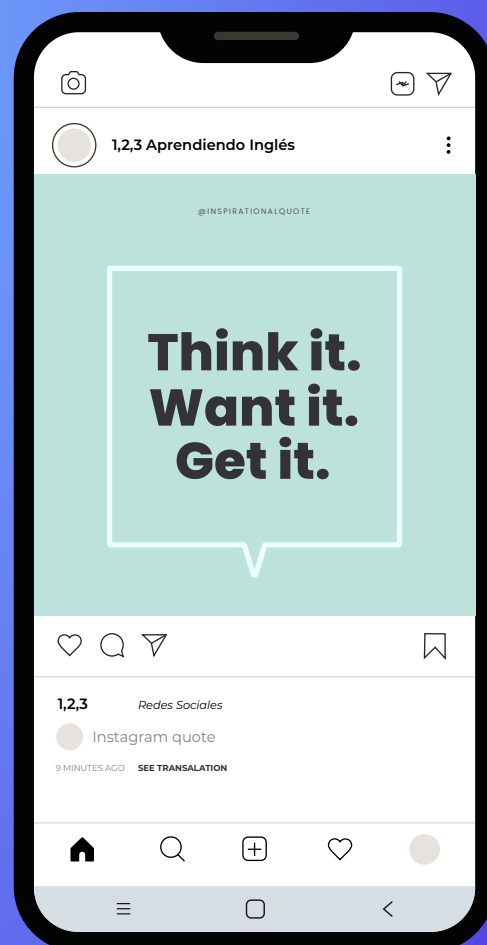 1,2,3 Aprendiendo Inglés
@INSPIRATIONALQUOTE
Think it.
Want it.
Get it.
1,2,3 Redes Sociales
Instagram quote
9 MINUTES AGO SEE TRANSALATION